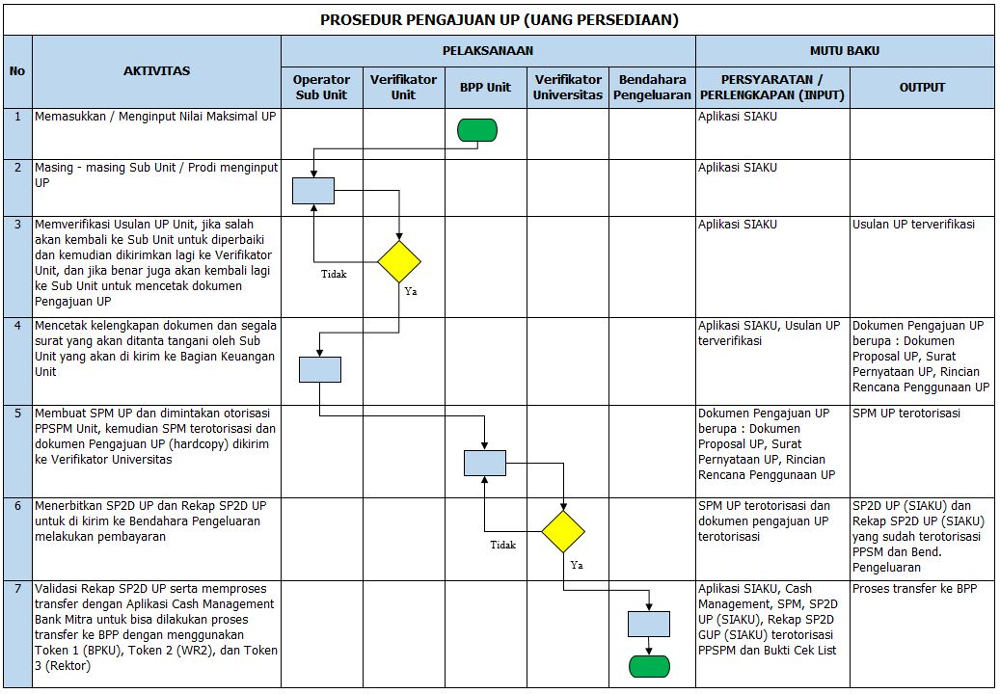 PROSEDUR PENGAJUAN UP (UANG PERSEDIAAN)
No
AKTIVITAS
PELAKSANAAN
MUTU BAKU
Operator
Sub Unit
Verifikator
Unit
BPP Unit
Verifikator
Universitas
Bendahara
Pengeluaran
PERSYARATAN /
PERLENGKAPAN (INPUT)
OUTPUT
1
Memasukkan / Menginput Nilai Maksimal UP
Aplikasi SIAKU
2
Masing - masing Sub Unit / Prodi menginput
UP
Aplikasi SIAKU
3
Memverifikasi Usulan UP Unit, jika salah
akan kembali ke Sub Unit untuk diperbaiki
dan kemudian dikirimkan lagi ke Verifikator
Unit, dan jika benar juga akan kembali lagi
ke Sub Unit untuk mencetak dokumen
Pengajuan UP
Tidak
Ya
Aplikasi SIAKU
Usulan UP terverifikasi
4
Mencetak kelengkapan dokumen dan segala
surat yang akan ditanta tangani oleh Sub
Unit yang akan di kirim ke Bagian Keuangan
Unit
Aplikasi SIAKU, Usulan UP
terverifikasi
Dokumen Pengajuan UP
berupa : Dokumen
Proposal UP, Surat
Pernyataan UP, Rincian
Rencana Penggunaan UP
5
Membuat SPM UP dan dimintakan otorisasi
PPSPM Unit, kemudian SPM terotorisasi dan
dokumen Pengajuan UP (hardcopy) dikirim
ke Verifikator Universitas
Dokumen Pengajuan UP
berupa : Dokumen
Proposal UP, Surat
Pernyataan UP, Rincian
Rencana Penggunaan UP
SPM UP terotorisasi
6
Menerbitkan SP2D UP dan Rekap SP2D UP
untuk di kirim ke Bendahara Pengeluaran
melakukan pembayaran
Tidak
Ya
SPM UP terotorisasi dan
dokumen pengajuan UP
terotorisasi
SP2D UP (SIAKU) dan
Rekap SP2D UP (SIAKU)
yang sudah terotorisasi
PPSM dan Bend.
Pengeluaran
7
Validasi Rekap SP2D UP serta memproses
transfer dengan Aplikasi Cash Management
Bank Mitra untuk bisa dilakukan proses
transfer ke BPP dengan menggunakan
Token 1 (BPKU), Token 2 (WR2), dan Token
3 (Rektor)
Aplikasi SIAKU, Cash
Management, SPM, SP2D
UP (SIAKU), Rekap SP2D
GUP (SIAKU) terotorisasi
PPSPM dan Bukti Cek List
Proses transfer ke BPP